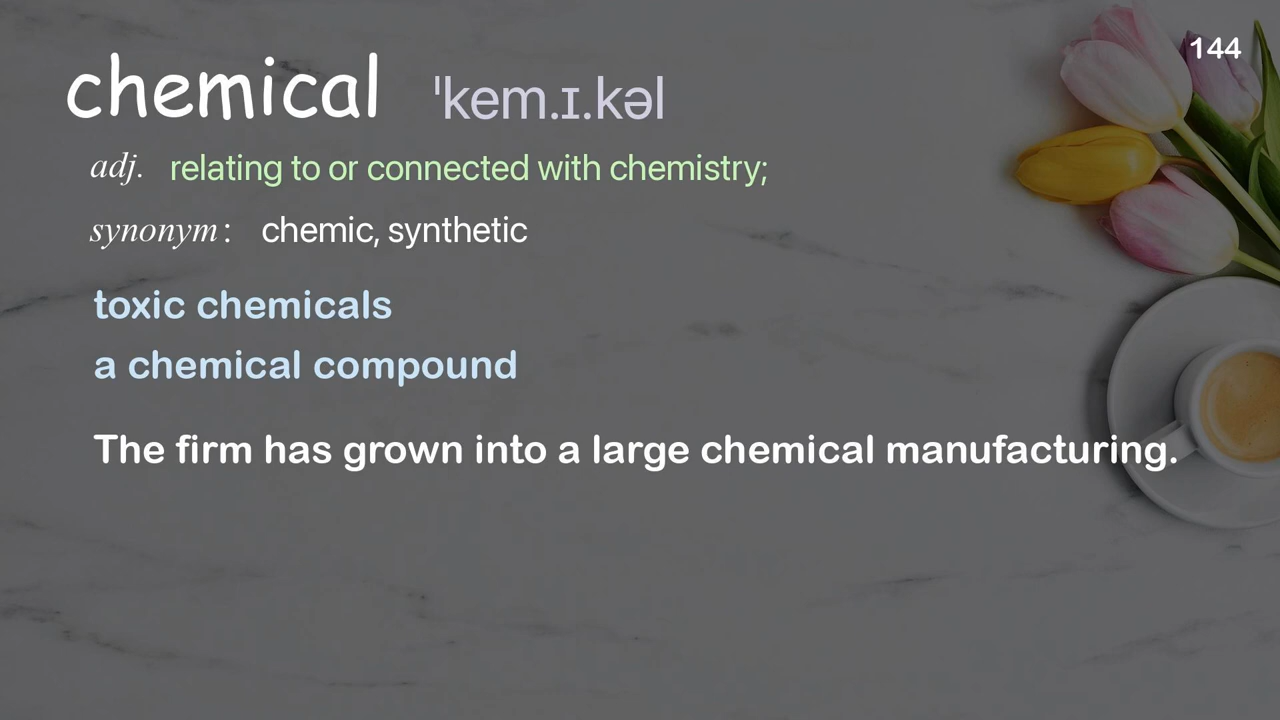 144
chemical ˈkem.ɪ.kəl
adj. relating to or connected with chemistry;
synonym: chemic, synthetic
toxic chemicals
a chemical compound
The firm has grown into a large chemical manufacturing.